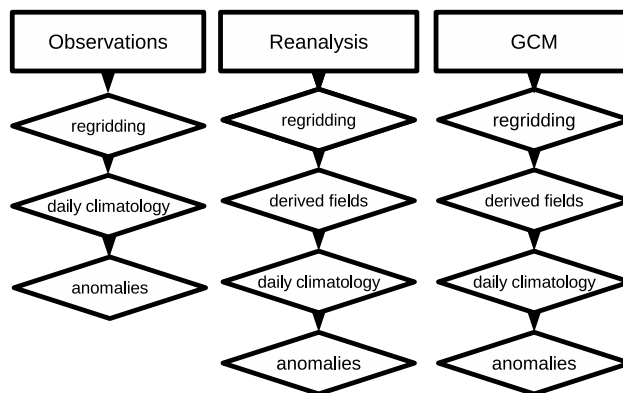 Observations
regridding
daily climatology
anomalies
Reanalysis
regridding
derived fields
daily climatology
anomalies
GCM
regridding
derived fields
daily climatology
anomalies